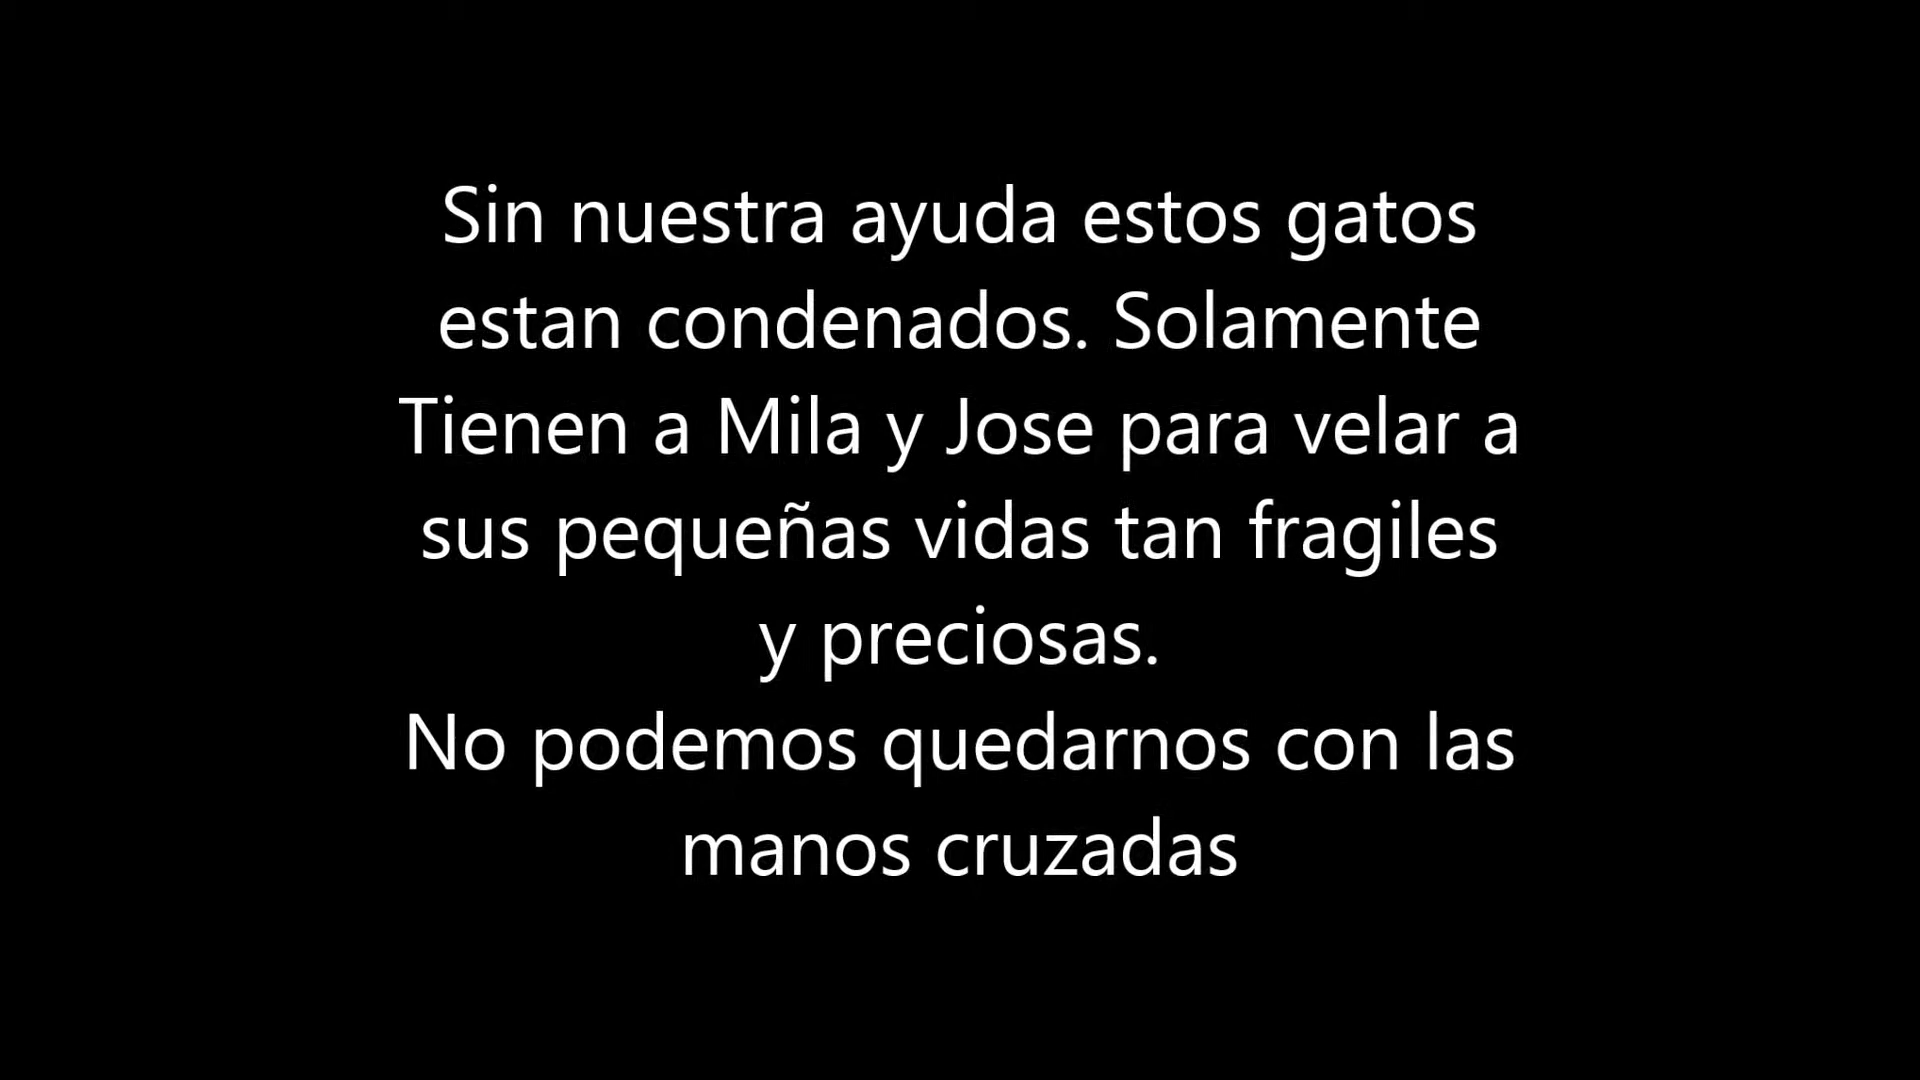 Sin nuestra ayuda estos gatos
estan condenados. Solamente
Tienen a Mila y Jose para velar a
sus pequeñas vidas tan fragiles
y preciosas.
No podemos quedarnos con las
manos cruzadas